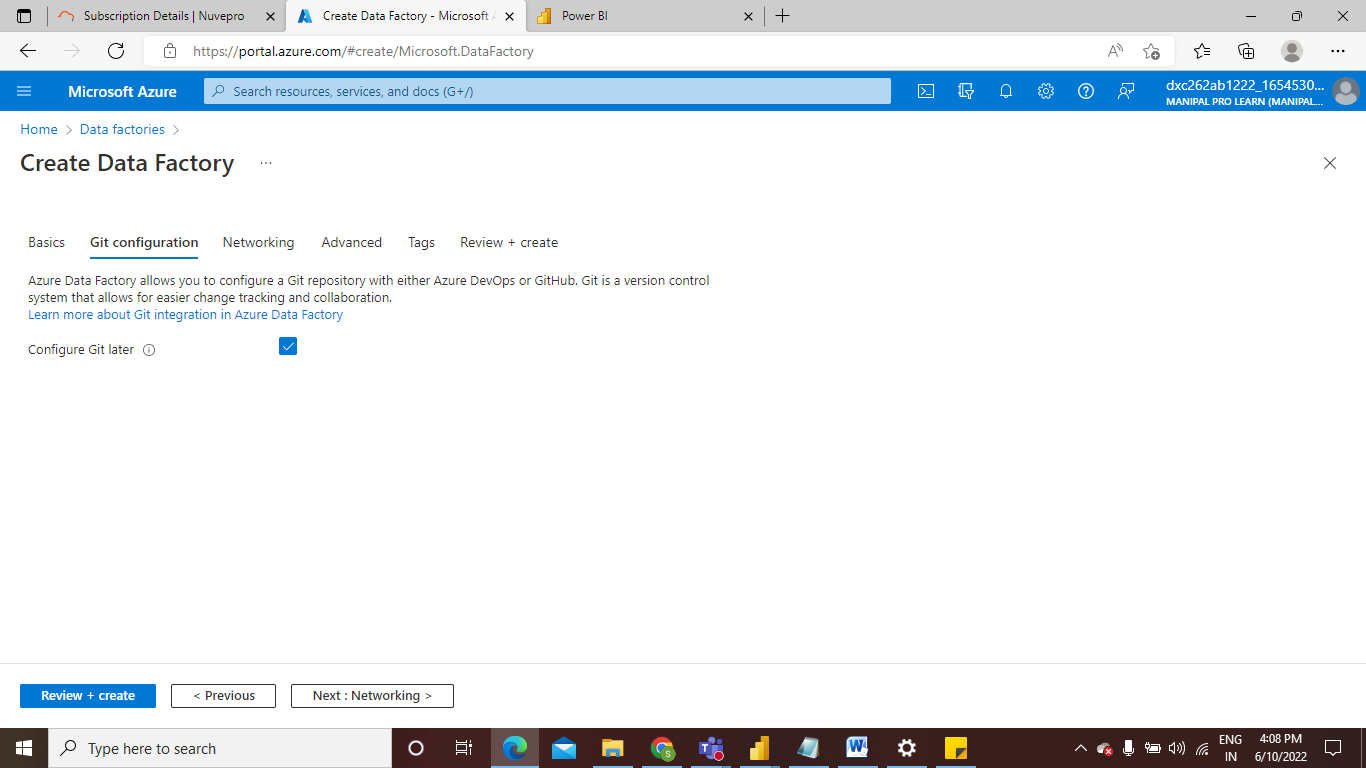 Subscription Details | Nuvepro
Create Data Factory - Microsoft A
Power BI
https://portal.azure.com/#create/Microsoft.DataFactory
Microsoft Azure
Search resources, services, and docs (G+/)
dxc262ab1222_1654530...
MANIPAL PRO LEARN (MANIPAL...
Home > Data factories >
Create Data Factory ...
Basics Git configuration Networking Advanced Tags Review + create
Azure Data Factory allows you to configure a Git repository with either Azure DevOps or GitHub. Git is a version control
system that allows for easier change tracking and collaboration.
Learn more about Git integration in Azure Data Factory
Configure Git later
Review + create < Previous Next : Networking >
Type here to search
ENG
IN
4:08 PM
6/10/2022